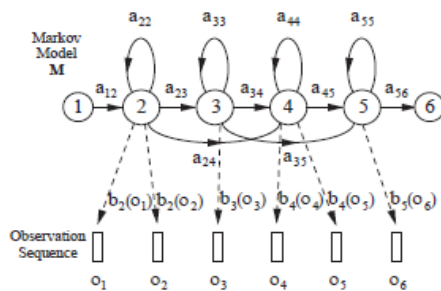 Markov
Model
M
a22 a33 a44 a55
a12 a23 a34 a45 a56
1 2 3 4 5 6
a24 a35
b2(o1) b2(o2) b3(o3) b4(o4) b4(o5) b5(o6)
Observation
Sequence
o1 o2 o3 o4 o5 o6